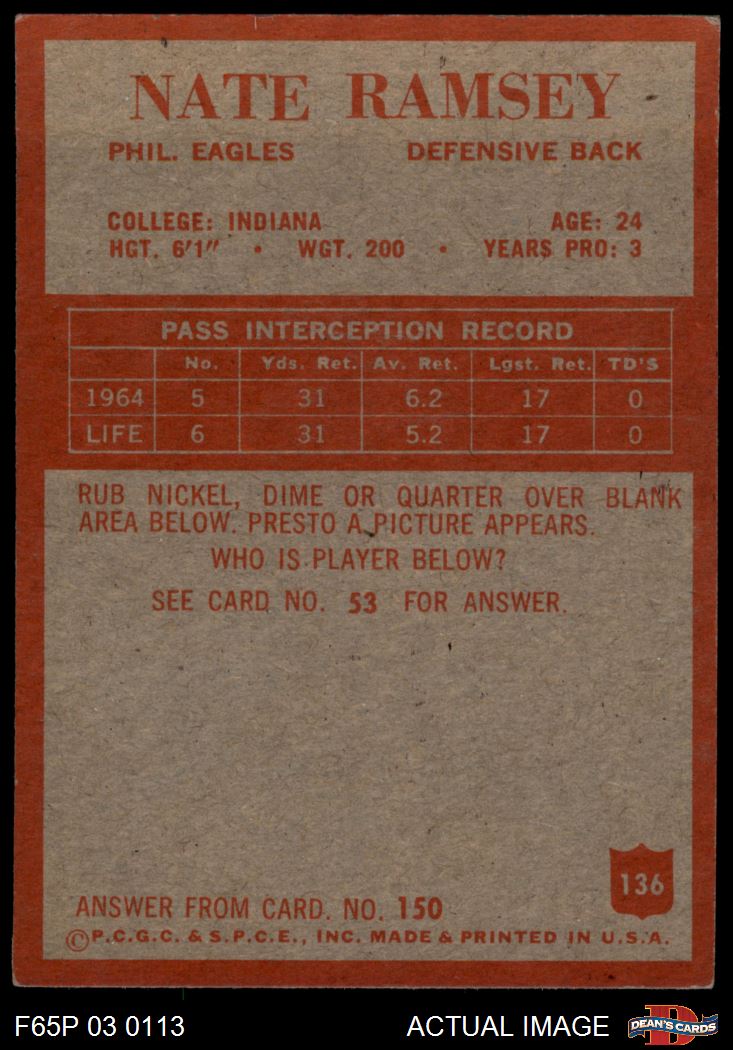 NATE RAMSEY
PHIL. EAGLES DEFENSIVE BACK
COLLEGE: INDIANA AGE: 24
HGT. 6'1" • WGT. 200 • YEARS PRO: 3
PASS INTERCEPTION RECORD
No. Yds. Ret. Av. Ret. Lgst. Ret. TD'S
1964 5 31 6.2 17 0
LIFE 6 31 5.2 17 0
RUB NICKEL, DIME OR QUARTER OVER BLANK
AREA BELOW. PRESTO A PICTURE APPEARS.
WHO IS PLAYER BELOW?
SEE CARD NO. 53 FOR ANSWER.
136
ANSWER FROM CARD. NO. 150
©P.C.G.C. & S.P.C.E., INC. MADE & PRINTED IN U.S.A.
F65P 03 0113 ACTUAL IMAGE DEAN'S CARDS